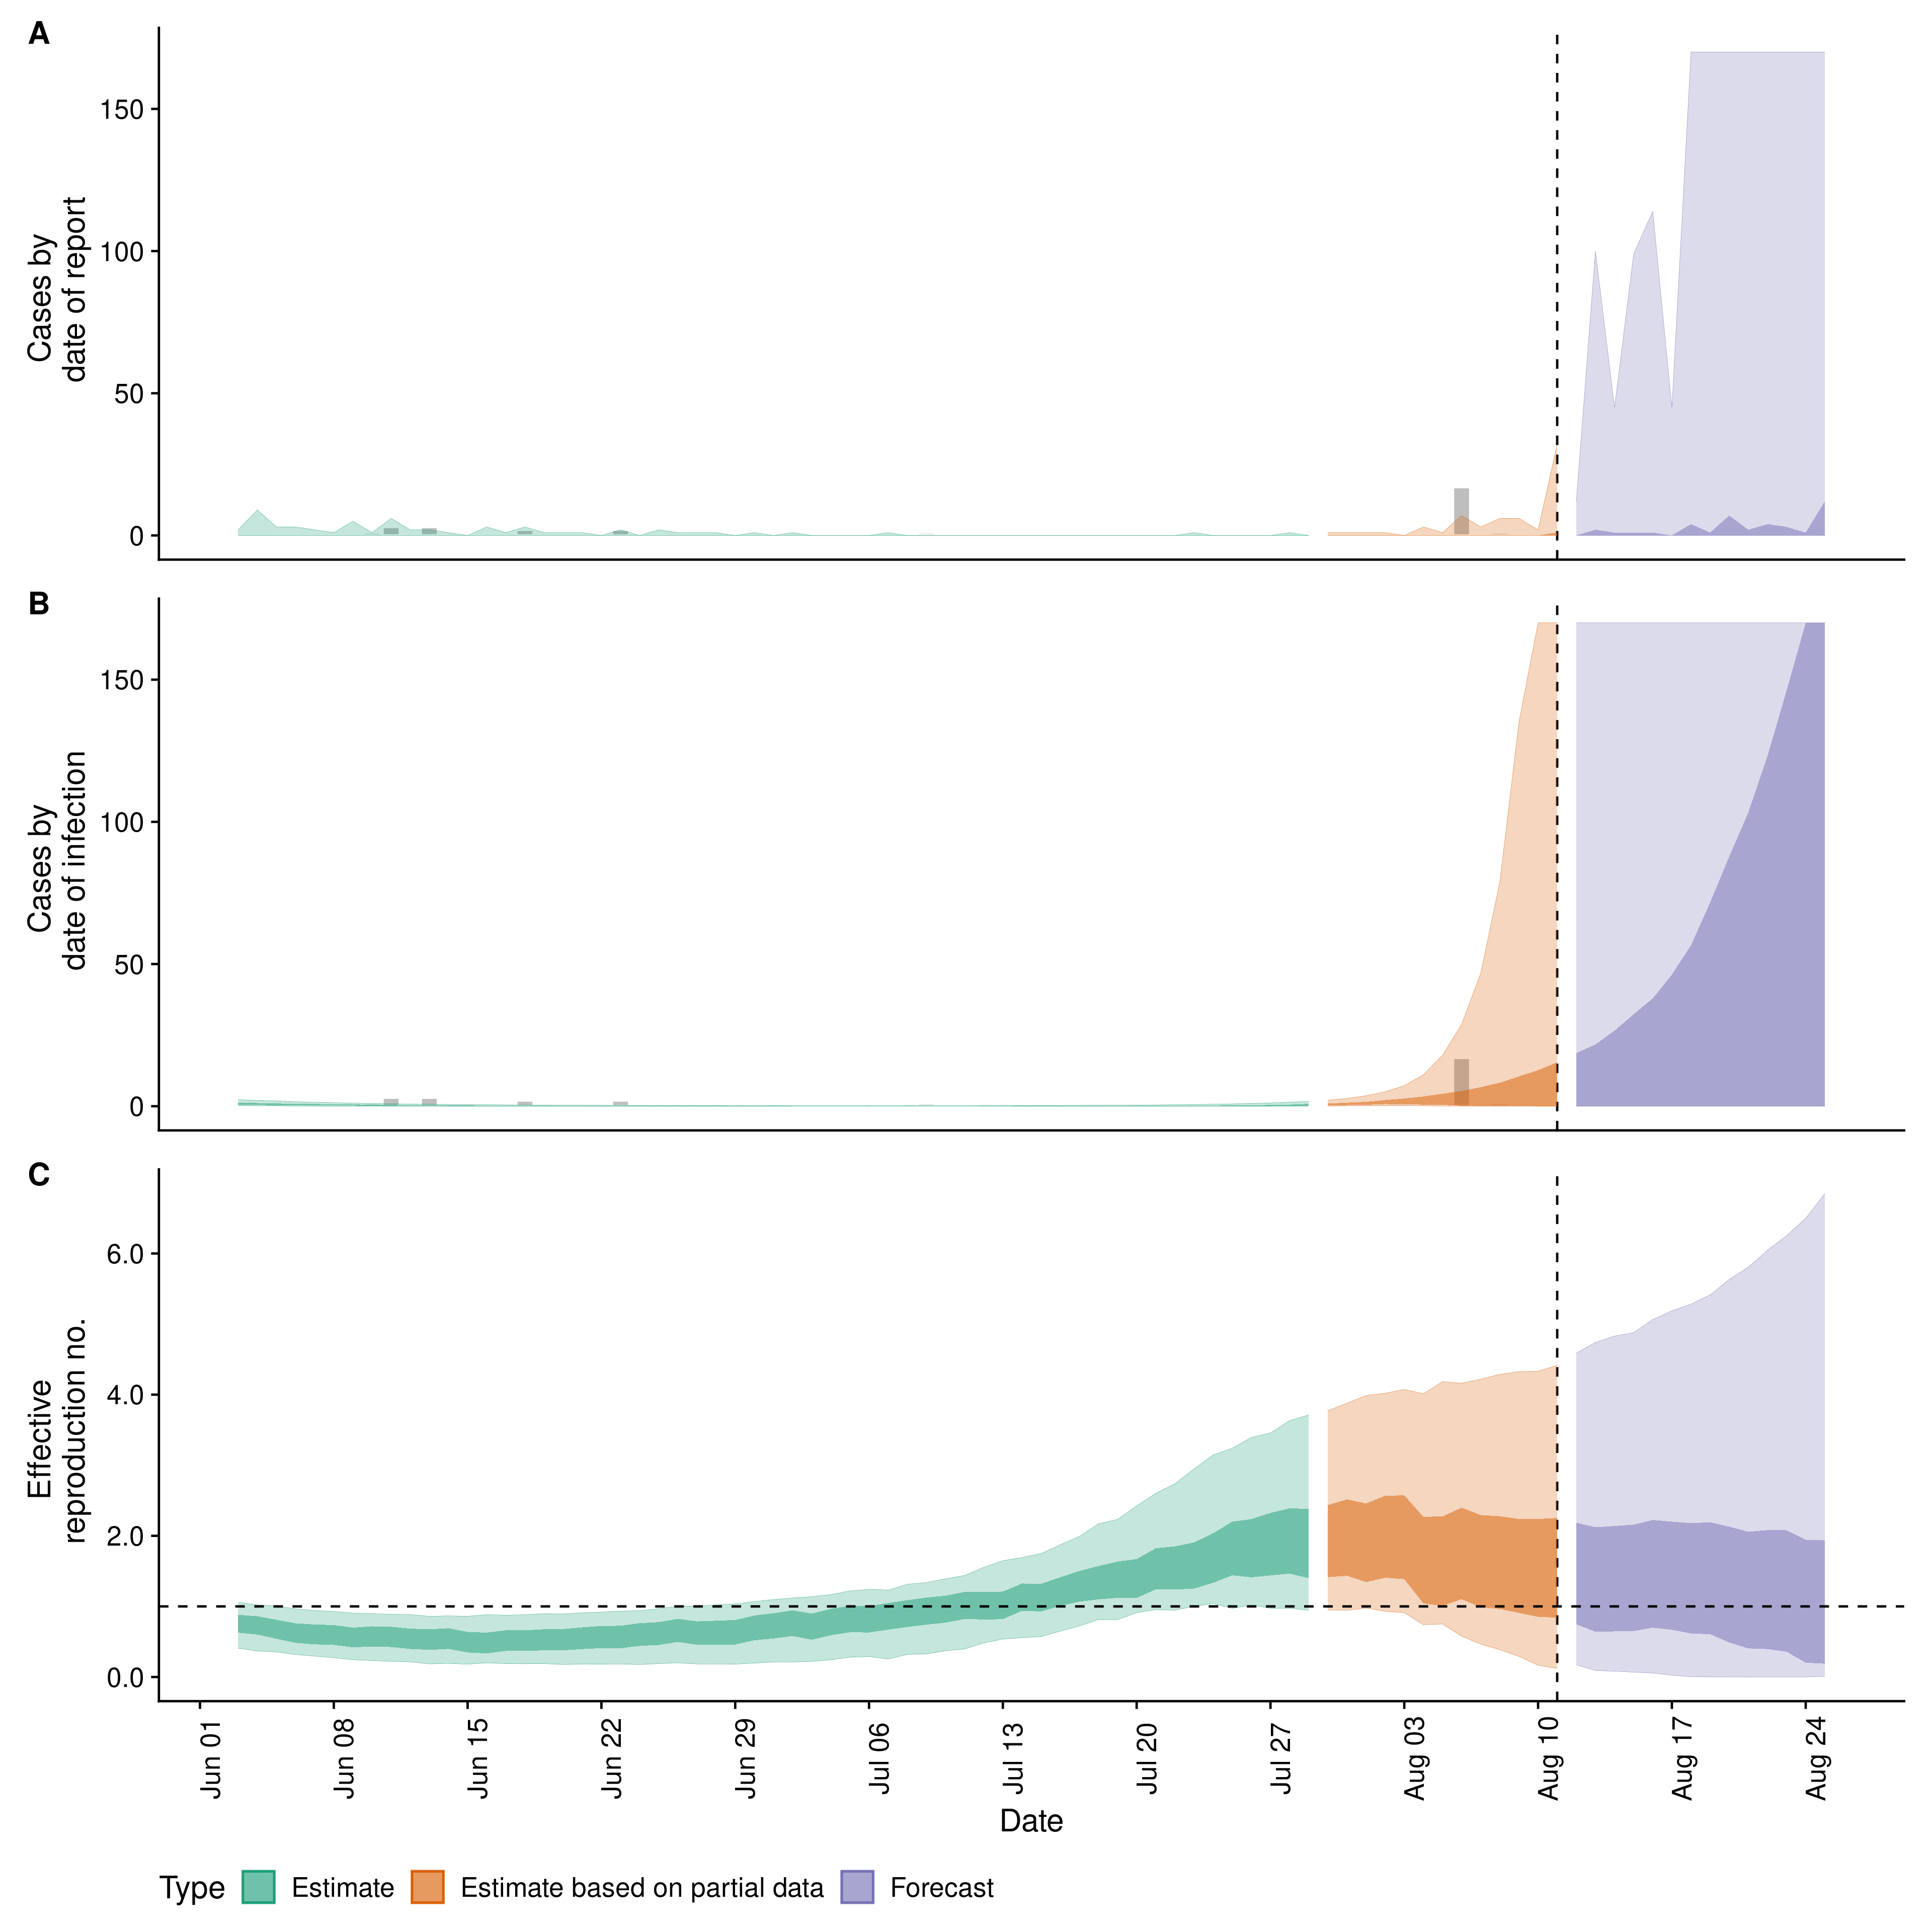 A
Cases by
date of report
150
100
50
0
B
Cases by
date of infection
150
100
50
0
C
Effective
reproduction no.
6.0
4.0
2.0
0.0
Jun 01
Jun 08
Jun 15
Jun 22
Jun 29
Jul 06
Jul 13
Jul 20
Jul 27
Aug 03
Aug 10
Aug 17
Aug 24
Date
Type Estimate Estimate based on partial data Forecast